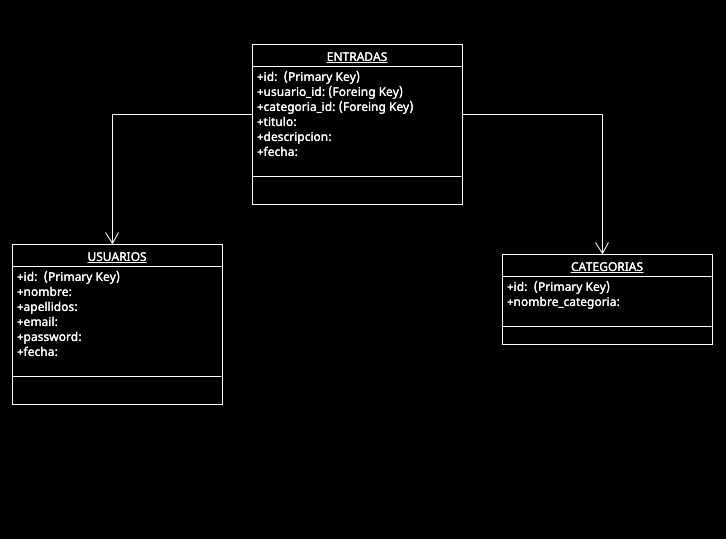 ENTRADAS
+id:  (Primary Key)
+usuario_id: (Foreing Key)
+categoria_id: (Foreing Key)
+titulo:
+descripcion:
+fecha:
USUARIOS
+id:  (Primary Key)
+nombre:
+apellidos:
+email:
+password:
+fecha:
CATEGORIAS
+id:  (Primary Key)
+nombre_categoria: